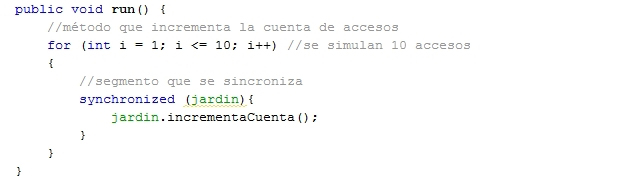 public void run() {
//método que incrementa la cuenta de accesos
for (int i = 1; i <= 10; i++) //se simulan 10 accesos
{
//segmento que se sincroniza
synchronized (jardin){
jardin.incrementaCuenta();
}
}
}